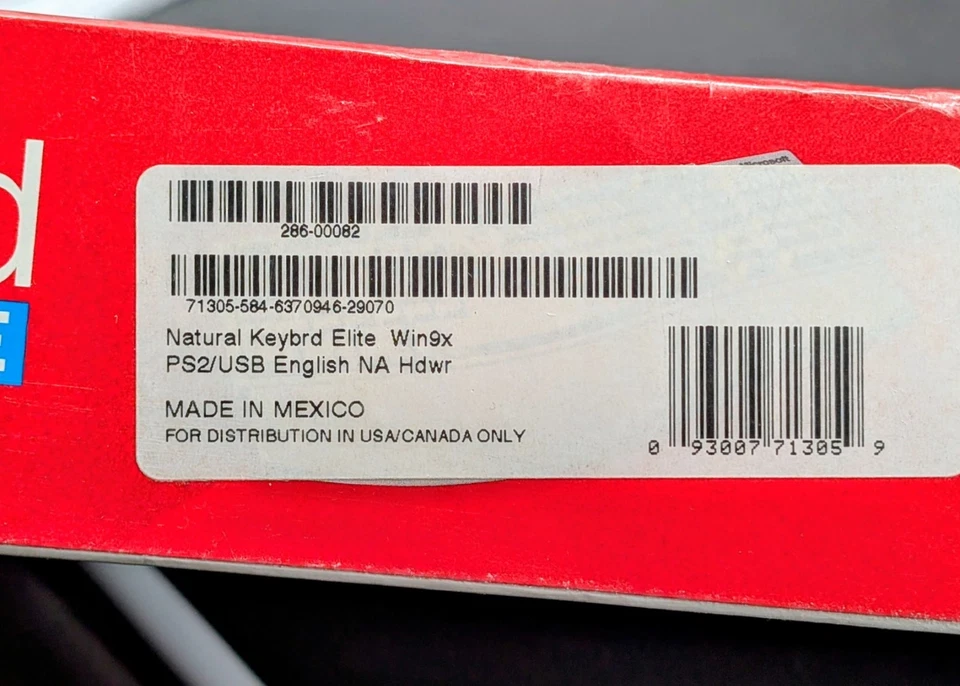 d
E
Microsoft
286-00082
71305-584-6370946-29070
Natural Keybrd Elite Win9x
PS2/USB English NA Hdwr
MADE IN MEXICO
FOR DISTRIBUTION IN USA/CANADA ONLY
0 93007 71305 9